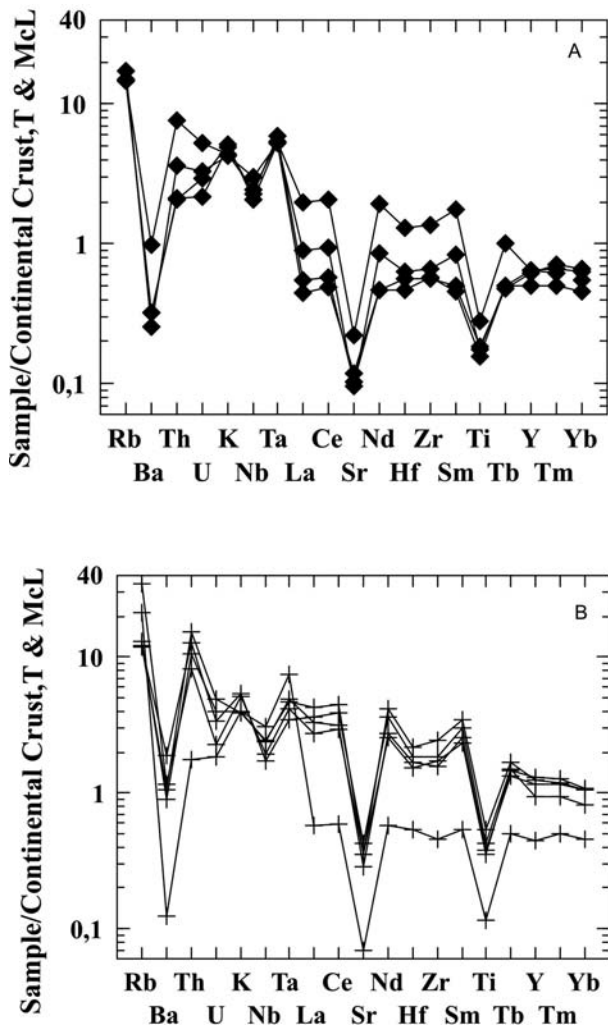 A
Sample/Continental Crust,T & McL
40
10
1
0,1
Rb Th K Ta Ce Nd Zr Ti Y Yb
Ba U Nb La Sr Hf Sm Tb Tm
B
Sample/Continental Crust,T & McL
40
10
1
0,1
Rb Th K Ta Ce Nd Zr Ti Y Yb
Ba U Nb La Sr Hf Sm Tb Tm